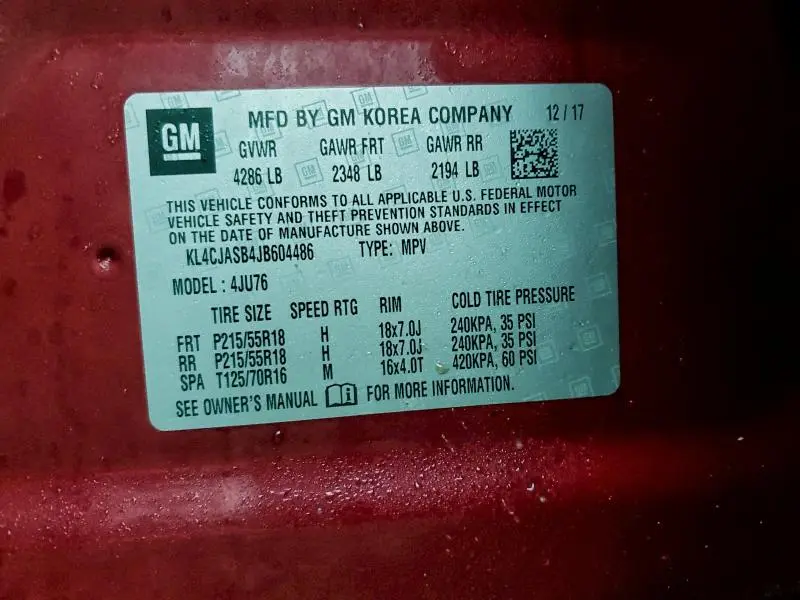 GM
MFD BY GM KOREA COMPANY 12 / 17
GVWR GAWR FRT GAWR RR
4286 LB 2348 LB 2194 LB
THIS VEHICLE CONFORMS TO ALL APPLICABLE U.S. FEDERAL MOTOR
VEHICLE SAFETY AND THEFT PREVENTION STANDARDS IN EFFECT
ON THE DATE OF MANUFACTURE SHOWN ABOVE.
KL4CJASB4JB604486 TYPE: MPV
MODEL : 4JU76
TIRE SIZE SPEED RTG RIM COLD TIRE PRESSURE
FRT P215/55R18 H 18x7.0J 240KPA, 35 PSI
RR P215/55R18 H 18x7.0J 240KPA, 35 PSI
SPA T125/70R16 M 16x4.0T 420KPA, 60 PSI
SEE OWNER'S MANUAL FOR MORE INFORMATION.